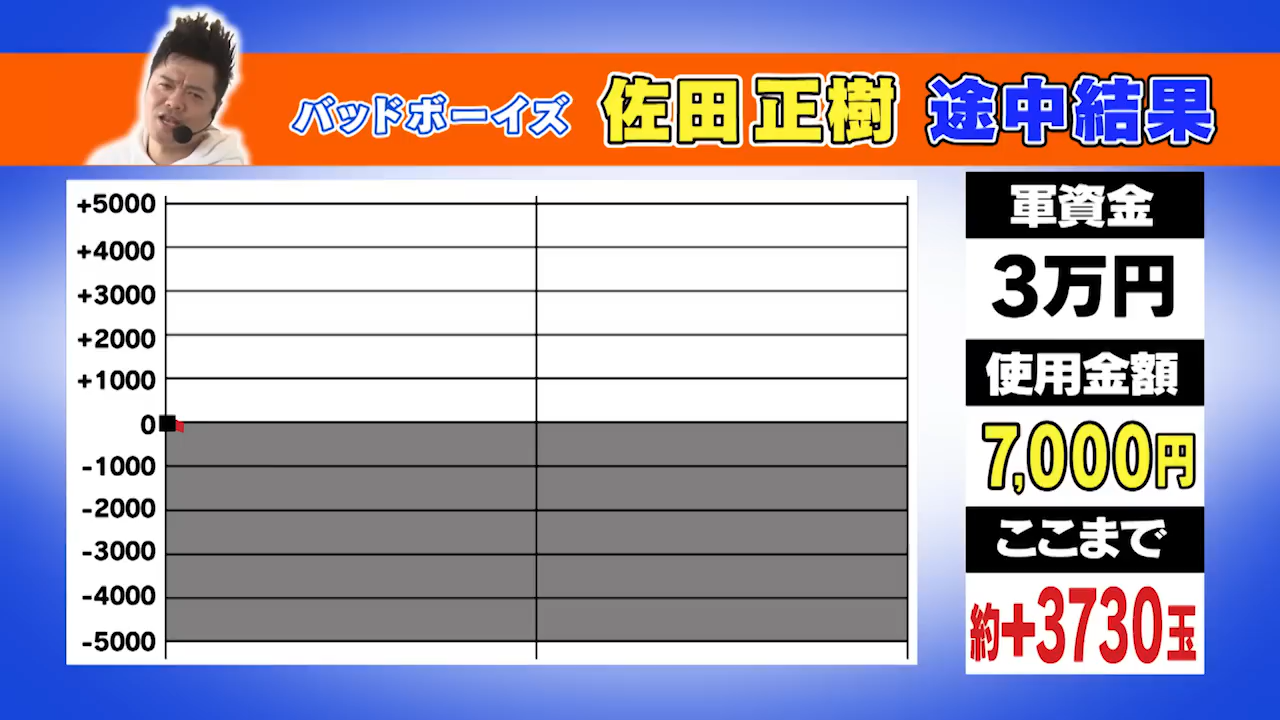 バッドボーイズ 佐田正樹 途中結果
+5000
+4000
+3000
+2000
+1000
0
-1000
-2000
-3000
-4000
-5000
軍資金
3万円
使用金額
7,000円
ここまで
約+3730玉